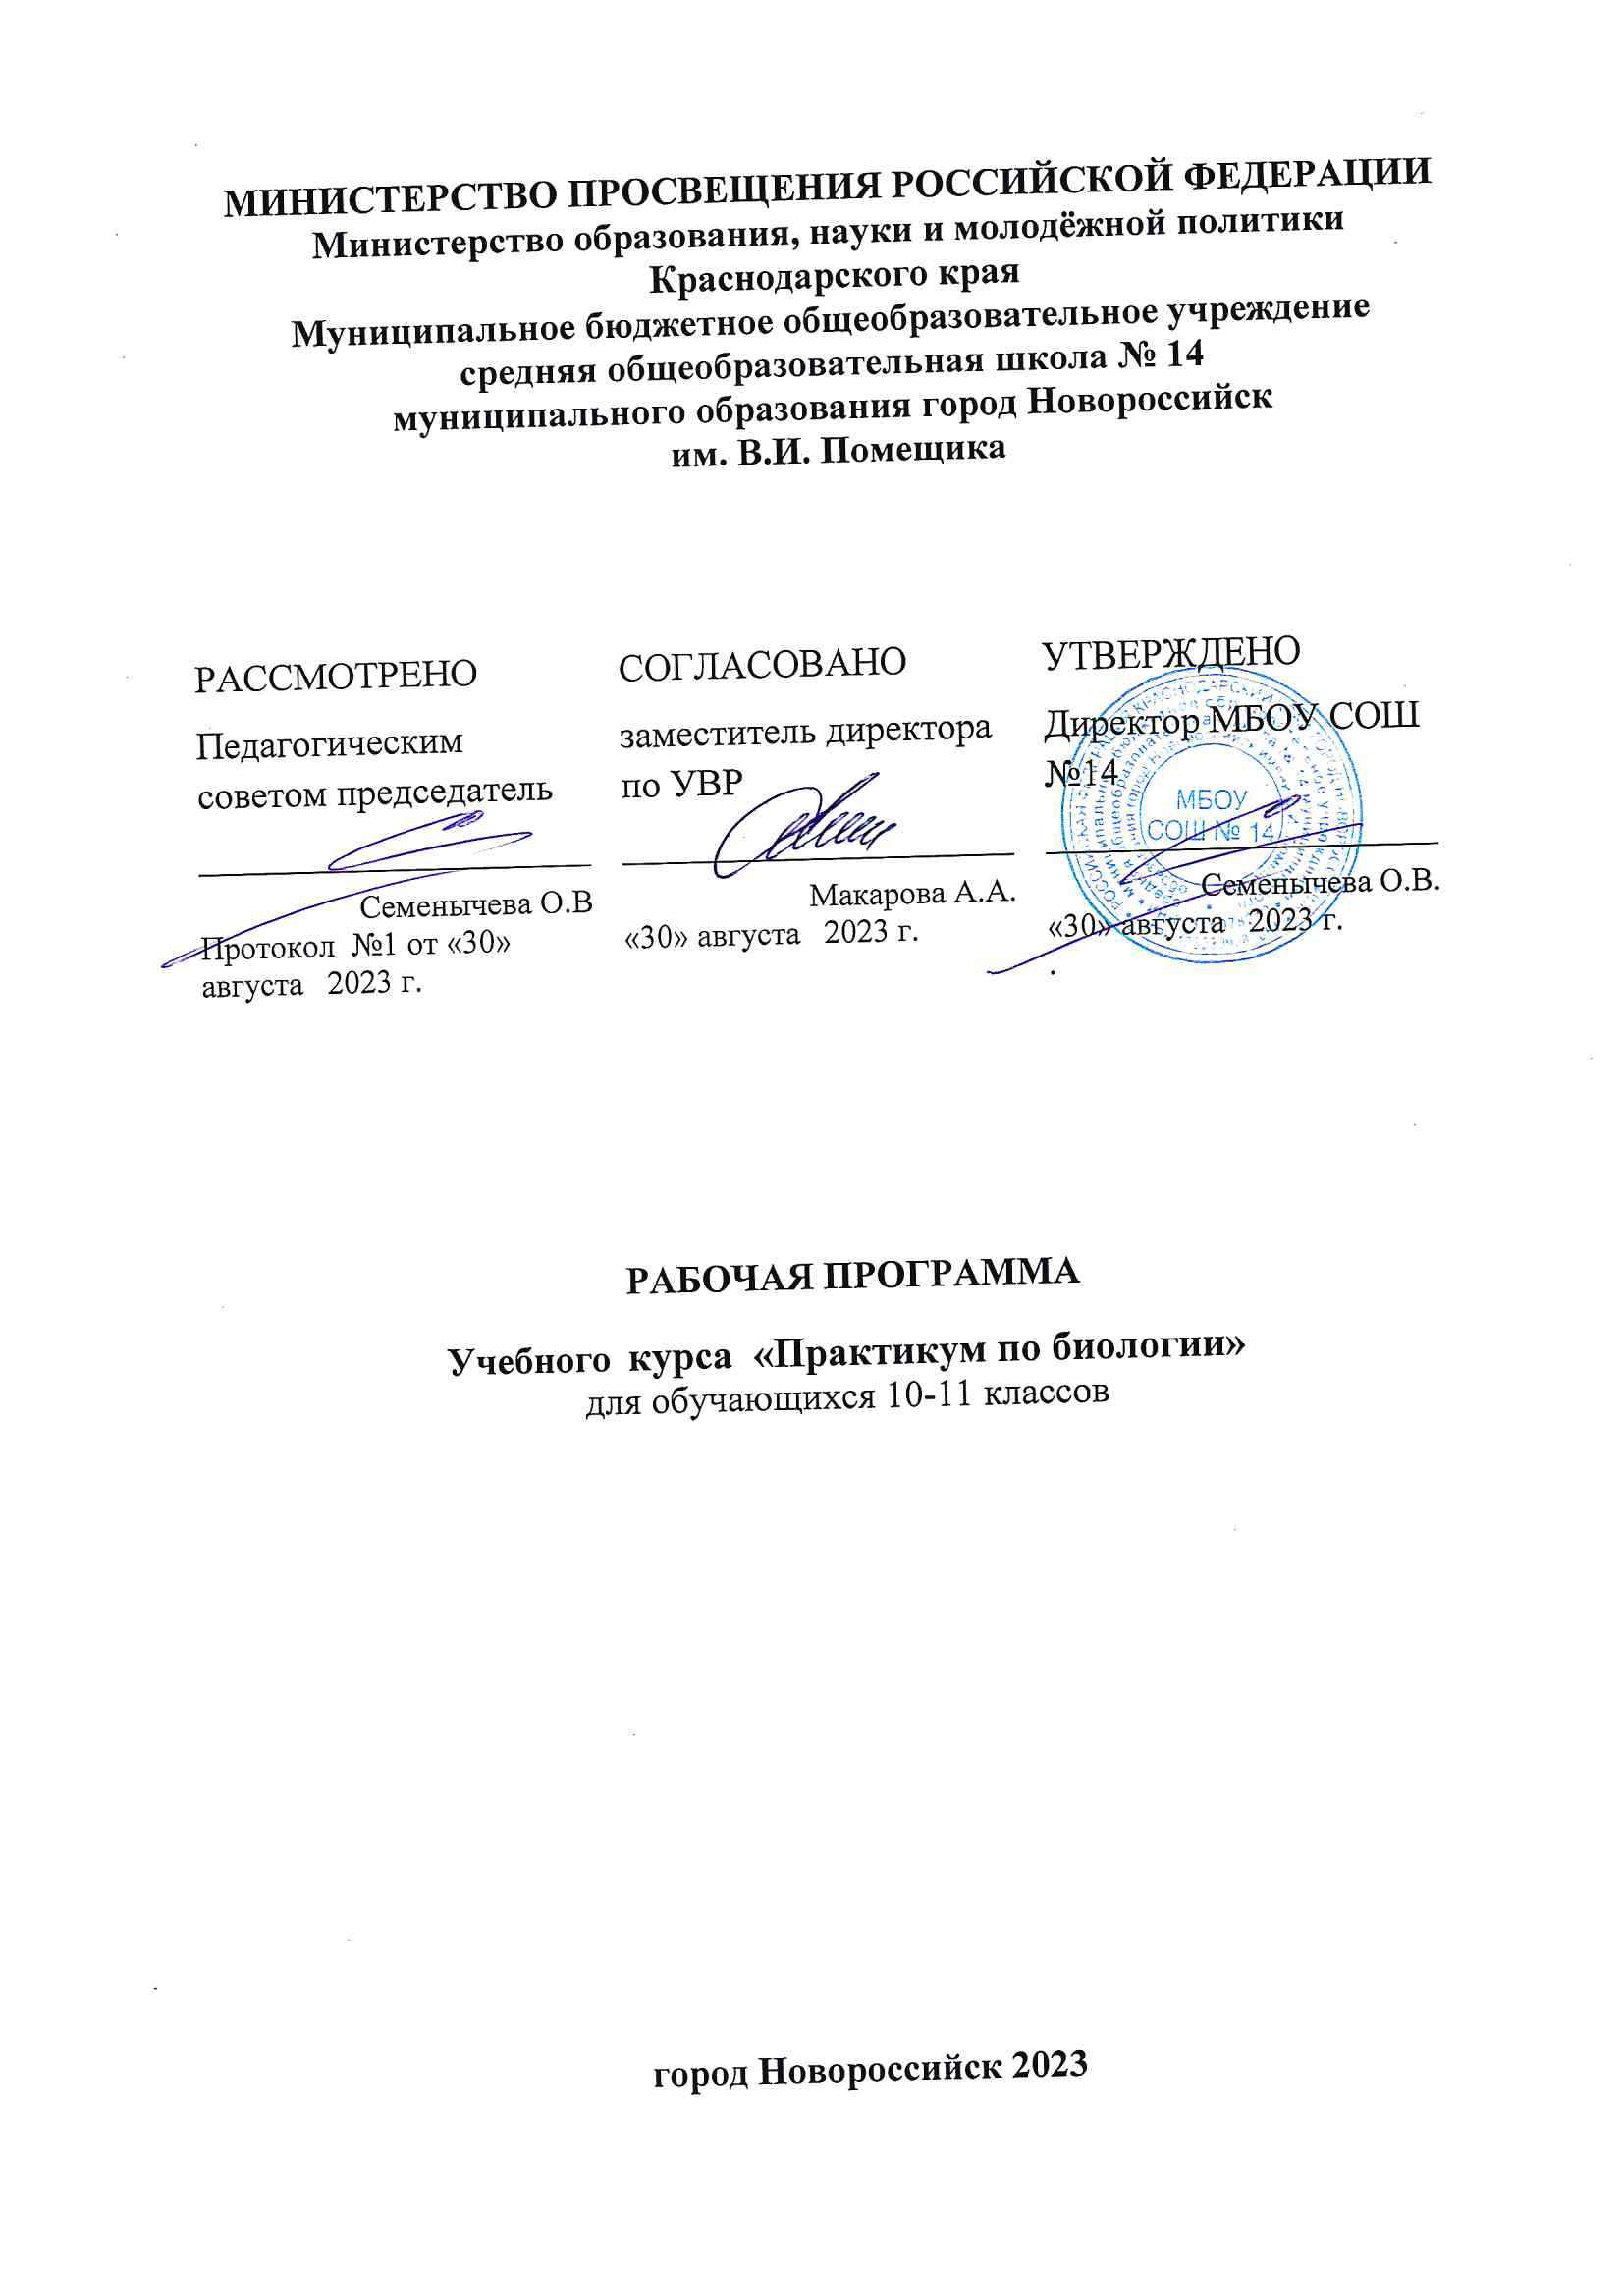 МИНИСТЕРСТВО ПРОСВЕЩЕНИЯ РОССИЙСКОЙ ФЕДЕРАЦИИ
Министерство образования, науки и молодёжной политики
Краснодарского края
Муниципальное бюджетное общеобразовательное учреждение
средняя общеобразовательная школа № 14
муниципального образования город Новороссийск
им. В.И. Помещика
РАССМОТРЕНО
Педагогическим
советом председатель
Семенычева О.В
Протокол №1 от «30»
августа 2023 г.
СОГЛАСОВАНО
заместитель директора
по УВР
Макарова А.А.
«30» августа 2023 г.
УТВЕРЖДЕНО
Директор МБОУ СОШ
№14
МБОУ
СОШ № 14
Семенычева О.В.
«30» августа 2023 г.
.
РАБОЧАЯ ПРОГРАММА
Учебного курса «Практикум по биологии»
для обучающихся 10-11 классов
город Новороссийск 2023